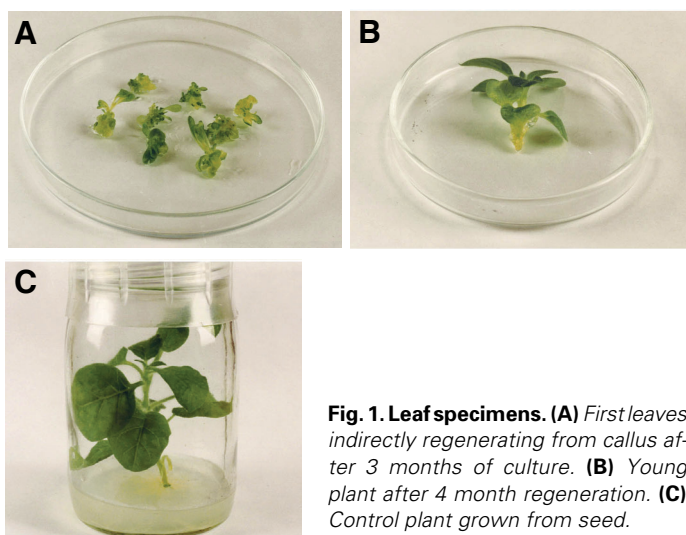 A
B
C
Fig. 1. Leaf specimens. (A) First leaves
indirectly regenerating from callus af-
ter 3 months of culture. (B) Young
plant after 4 month regeneration. (C)
Control plant grown from seed.